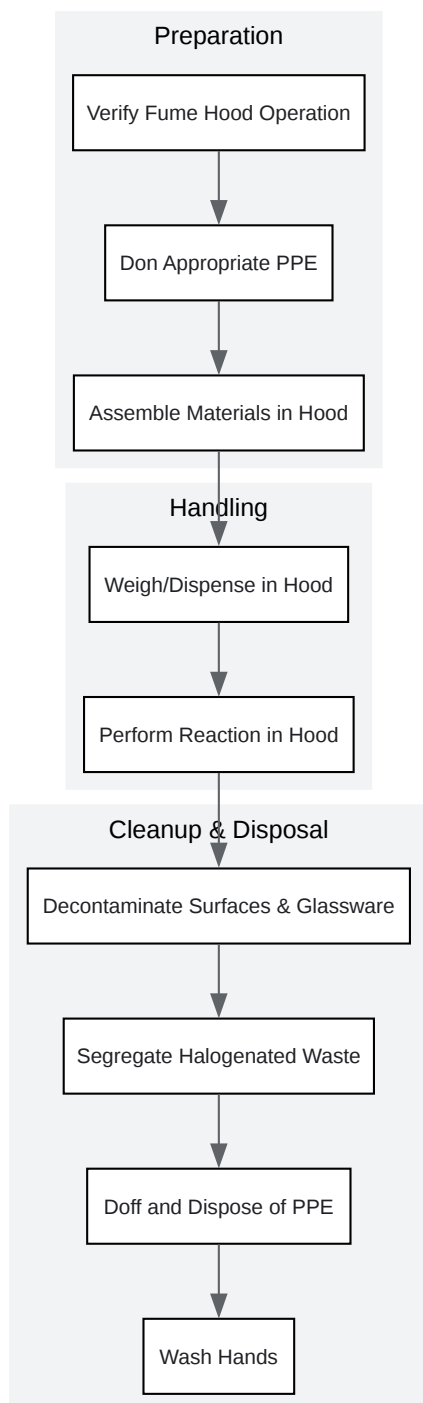 Preparation
Verify Fume Hood Operation
Don Appropriate PPE
Assemble Materials in Hood
Handling
Weigh/Dispense in Hood
Perform Reaction in Hood
Cleanup & Disposal
Decontaminate Surfaces & Glassware
Segregate Halogenated Waste
Doff and Dispose of PPE
Wash Hands